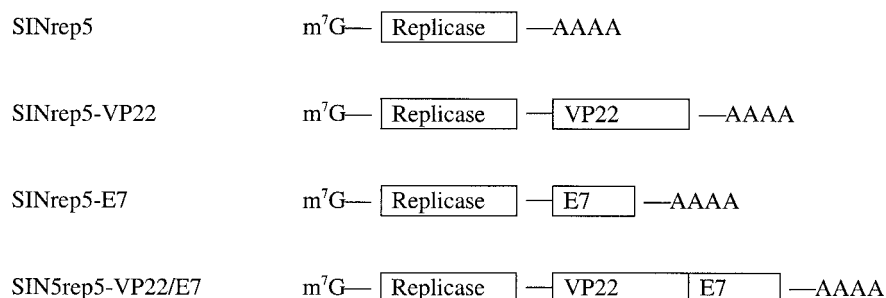 SINrep5 m⁷G— Replicase —AAAA
SINrep5-VP22 m⁷G— Replicase — VP22 —AAAA
SINrep5-E7 m⁷G— Replicase — E7 —AAAA
SIN5rep5-VP22/E7 m⁷G— Replicase — VP22 E7 —AAAA